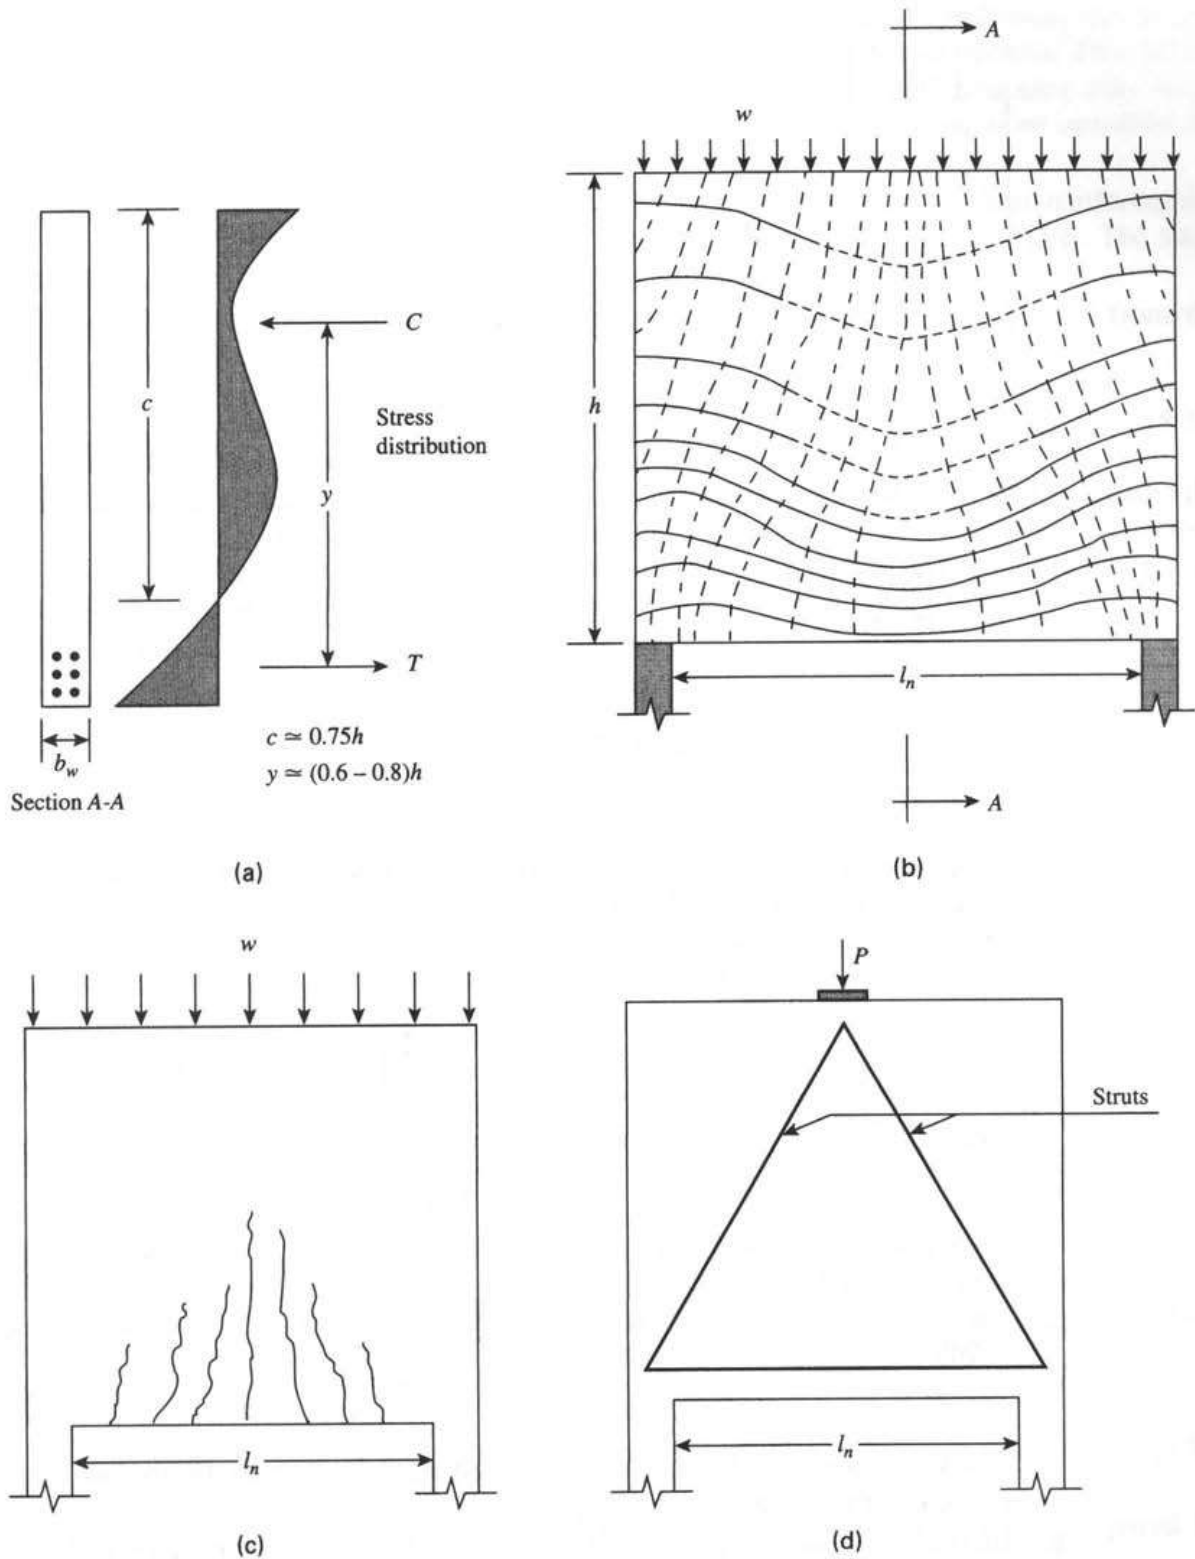 A
w
c
C
Stress
distribution
y
T
b_w
c ≃ 0.75h
y ≃ (0.6 – 0.8)h
Section A-A
(a)
h
l_n
A
(b)
w
l_n
(c)
P
Struts
l_n
(d)